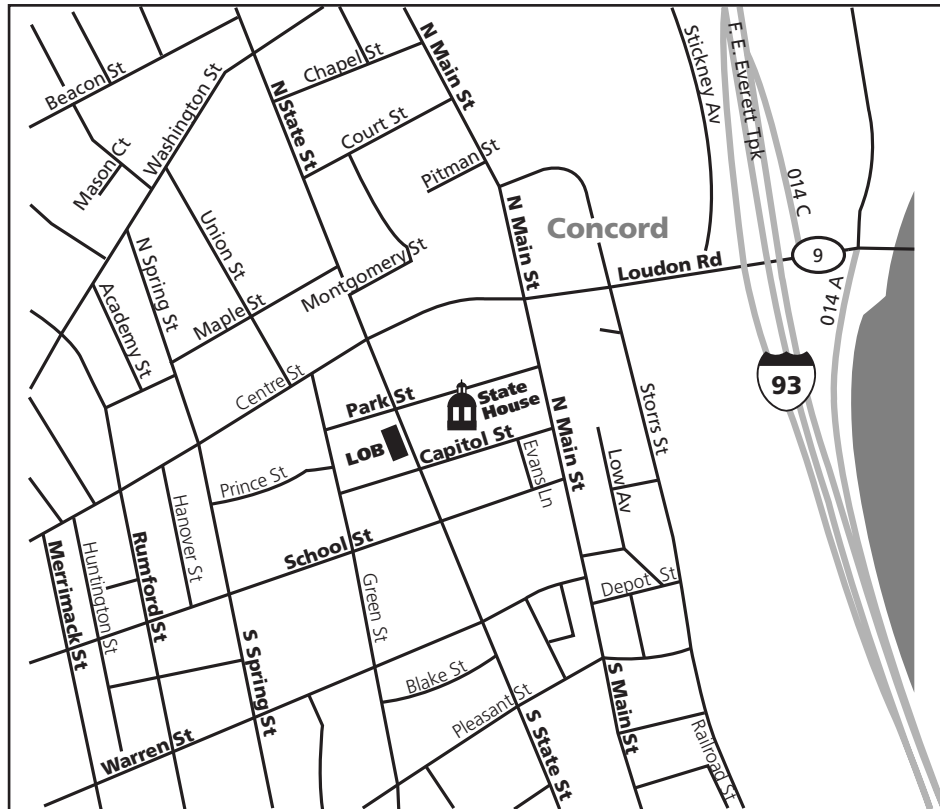 Beacon St
Washington St
Mason Ct
N State St
Chapel St
N Main St
Court St
Pitman St
Stickney Av
F. E. Everett Tpk
014 C
9
014 A
93
Concord
Loudon Rd
N Main St
Union St
N Spring St
Academy St
Maple St
Montgomery St
Centre St
Park St
State
House
LOB
Capitol St
N Main St
Evans Ln
Storrs St
Low Av
Prince St
Hanover St
School St
Merrimack St
Huntington St
Rumford St
Green St
Depot St
S Spring St
Blake St
Pleasant St
S Main St
S State St
Warren St
Railroad St